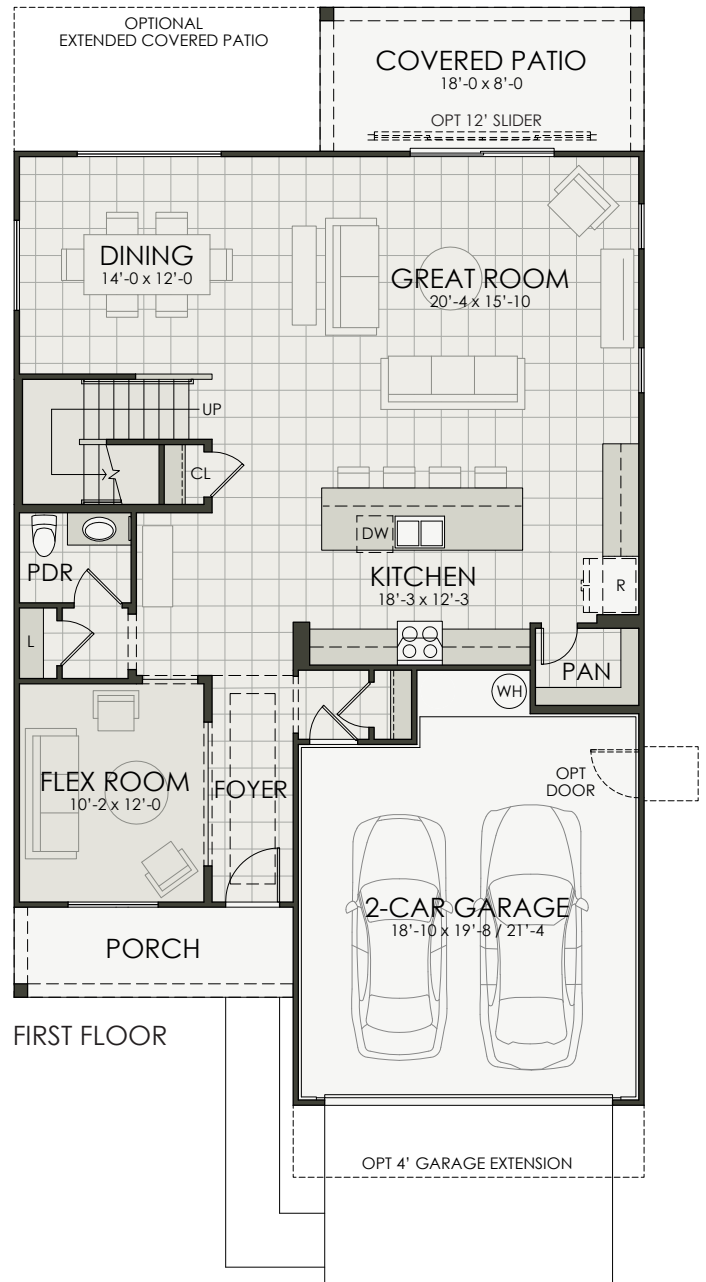 OPTIONAL
EXTENDED COVERED PATIO
COVERED PATIO
18'-0 x 8'-0
OPT 12' SLIDER
DINING
14'-0 x 12'-0
GREAT ROOM
20'-4 x 15'-10
UP
CL
DW
KITCHEN
18'-3 x 12'-3
R
PDR
L
PAN
WH
FLEX ROOM
10'-2 x 12'-0
FOYER
OPT
DOOR
2-CAR GARAGE
18'-10 x 19'-8 / 21'-4
PORCH
FIRST FLOOR
OPT 4' GARAGE EXTENSION